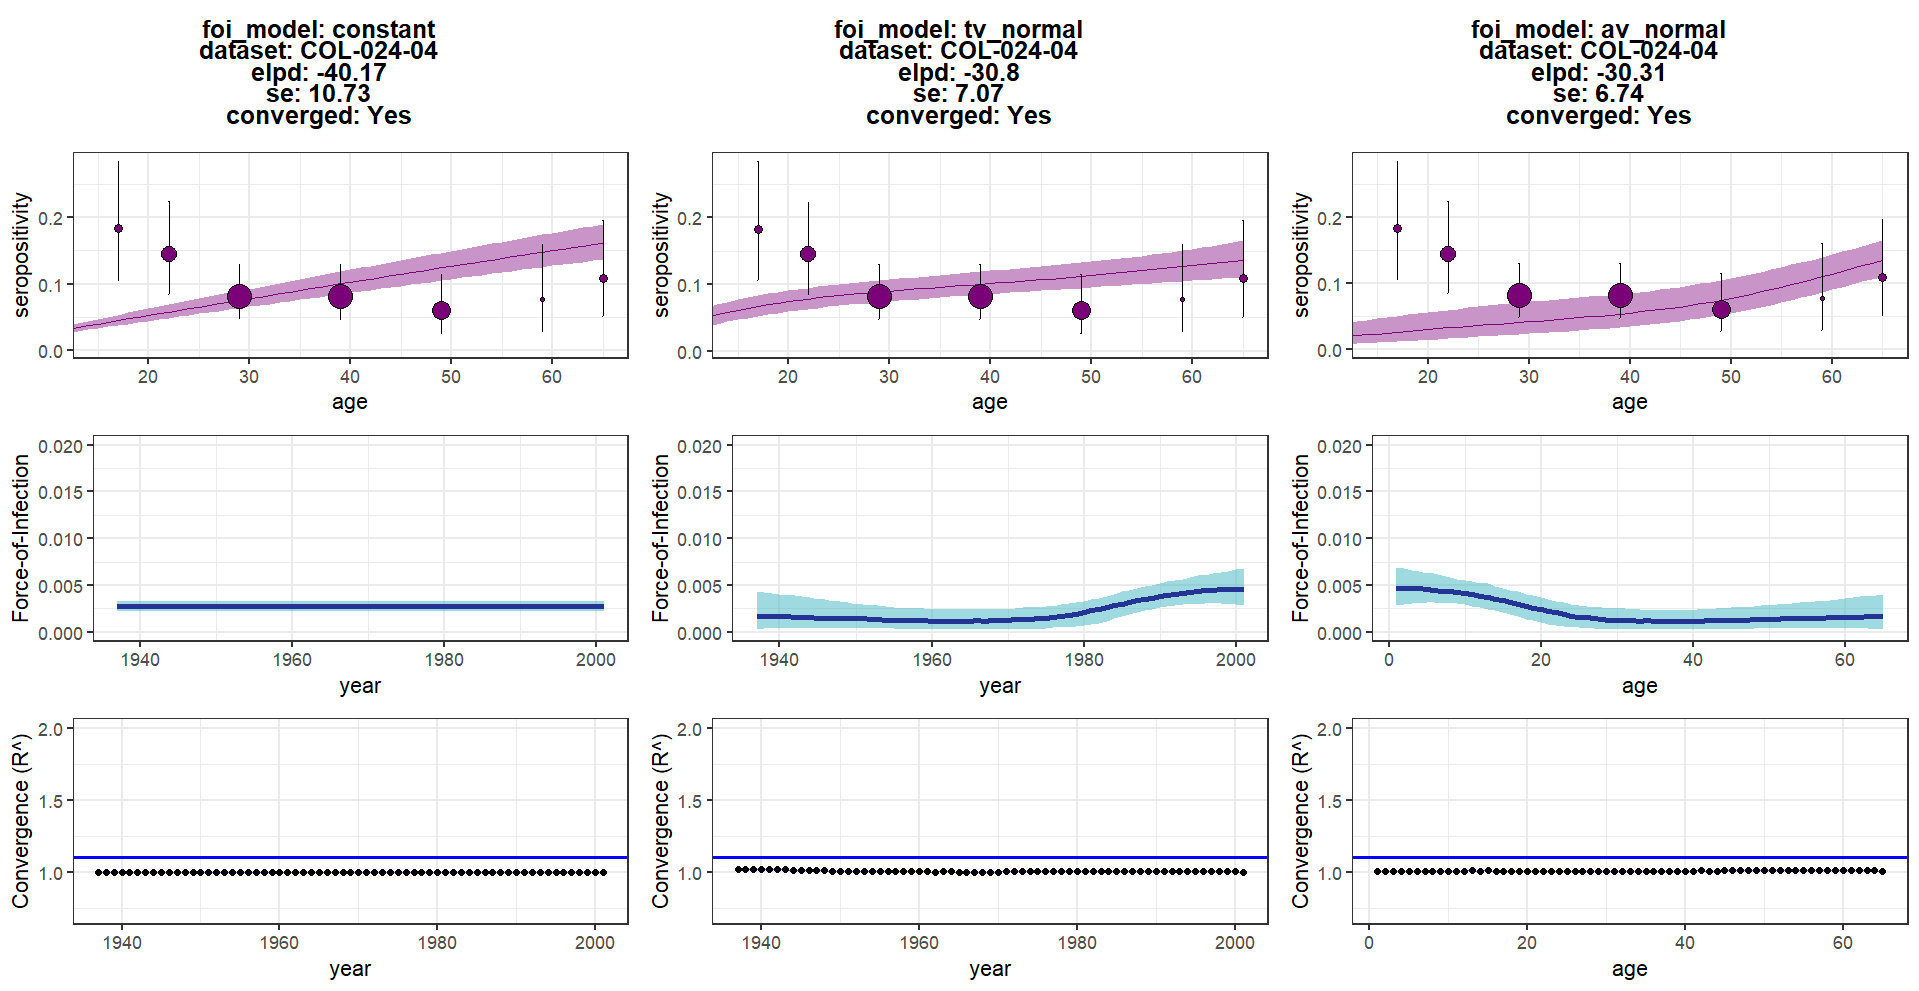 foi_model: constant
dataset: COL-024-04
elpd: -40.17
se: 10.73
converged: Yes
foi_model: tv_normal
dataset: COL-024-04
elpd: -30.8
se: 7.07
converged: Yes
foi_model: av_normal
dataset: COL-024-04
elpd: -30.31
se: 6.74
converged: Yes
seropositivity
0.2
0.1
0.0
20 30 40 50 60
age
seropositivity
0.2
0.1
0.0
20 30 40 50 60
age
seropositivity
0.2
0.1
0.0
20 30 40 50 60
age
Force-of-Infection
0.020
0.015
0.010
0.005
0.000
1940 1960 1980 2000
year
Force-of-Infection
0.020
0.015
0.010
0.005
0.000
1940 1960 1980 2000
year
Force-of-Infection
0.020
0.015
0.010
0.005
0.000
0 20 40 60
age
Convergence (R^)
2.0
1.5
1.0
1940 1960 1980 2000
year
Convergence (R^)
2.0
1.5
1.0
1940 1960 1980 2000
year
Convergence (R^)
2.0
1.5
1.0
0 20 40 60
age